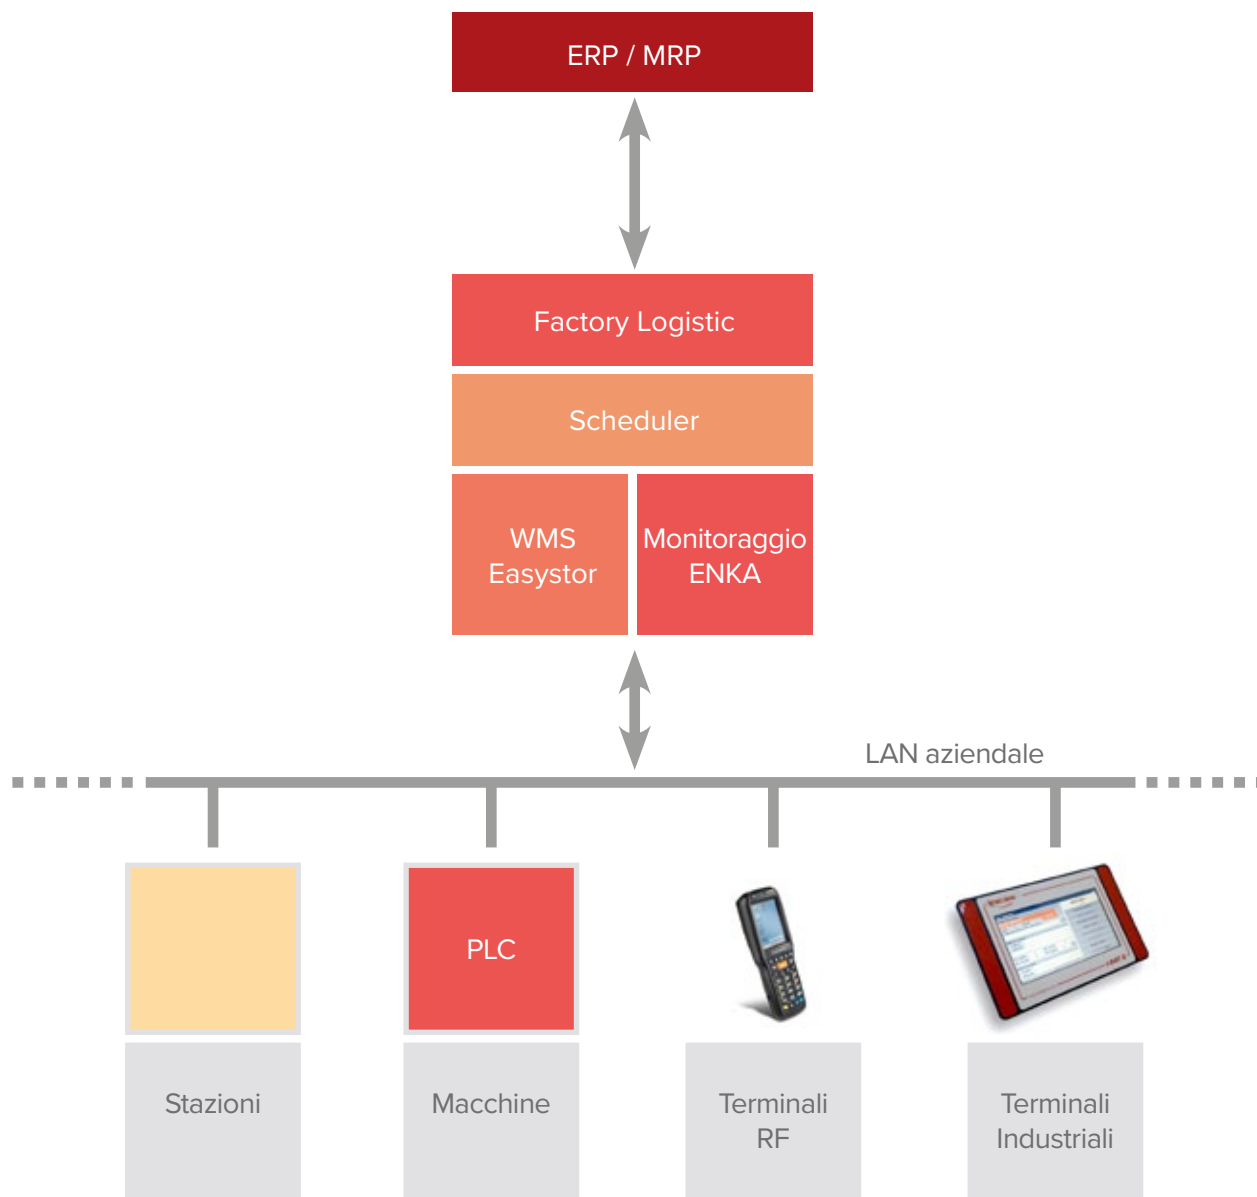 ERP / MRP
Factory Logistic
Scheduler
WMS
Easystor
Monitoraggio
ENKA
LAN aziendale
PLC
Stazioni
Macchine
Terminali
RF
Terminali
Industriali